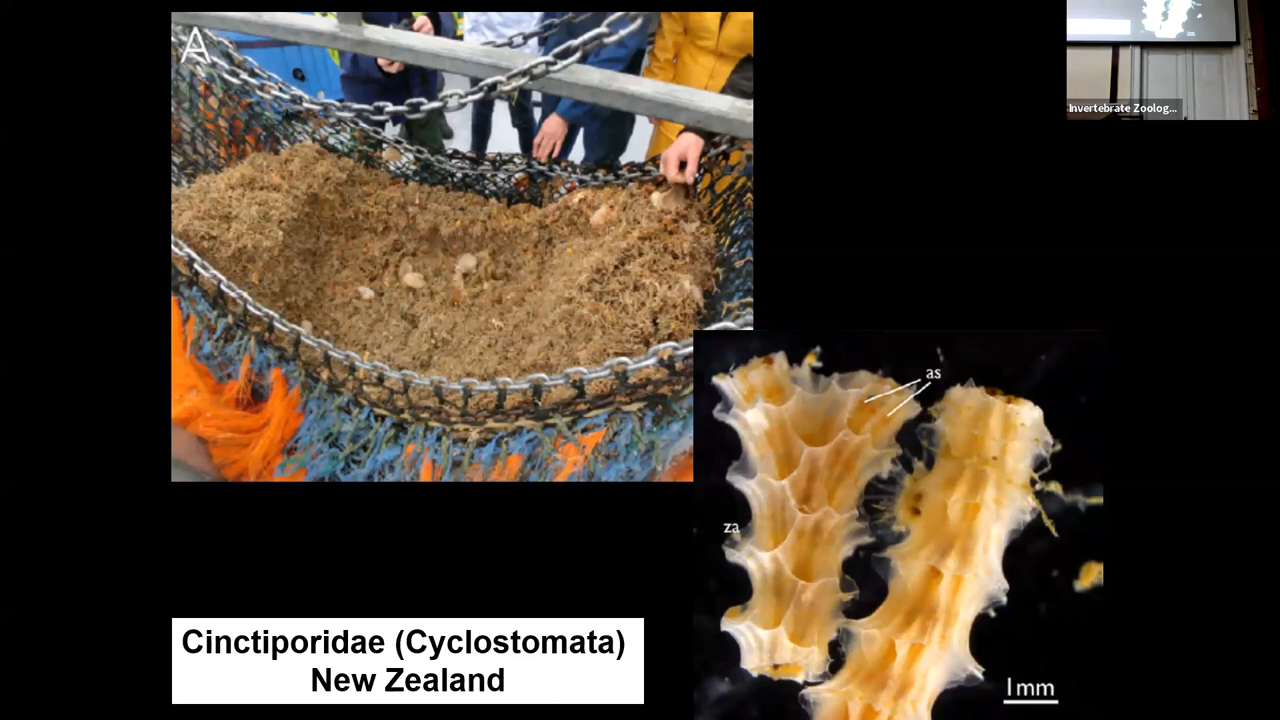 A
Invertebrate Zoolog...
as
za
1mm
Cinctiporidae (Cyclostomata)
New Zealand